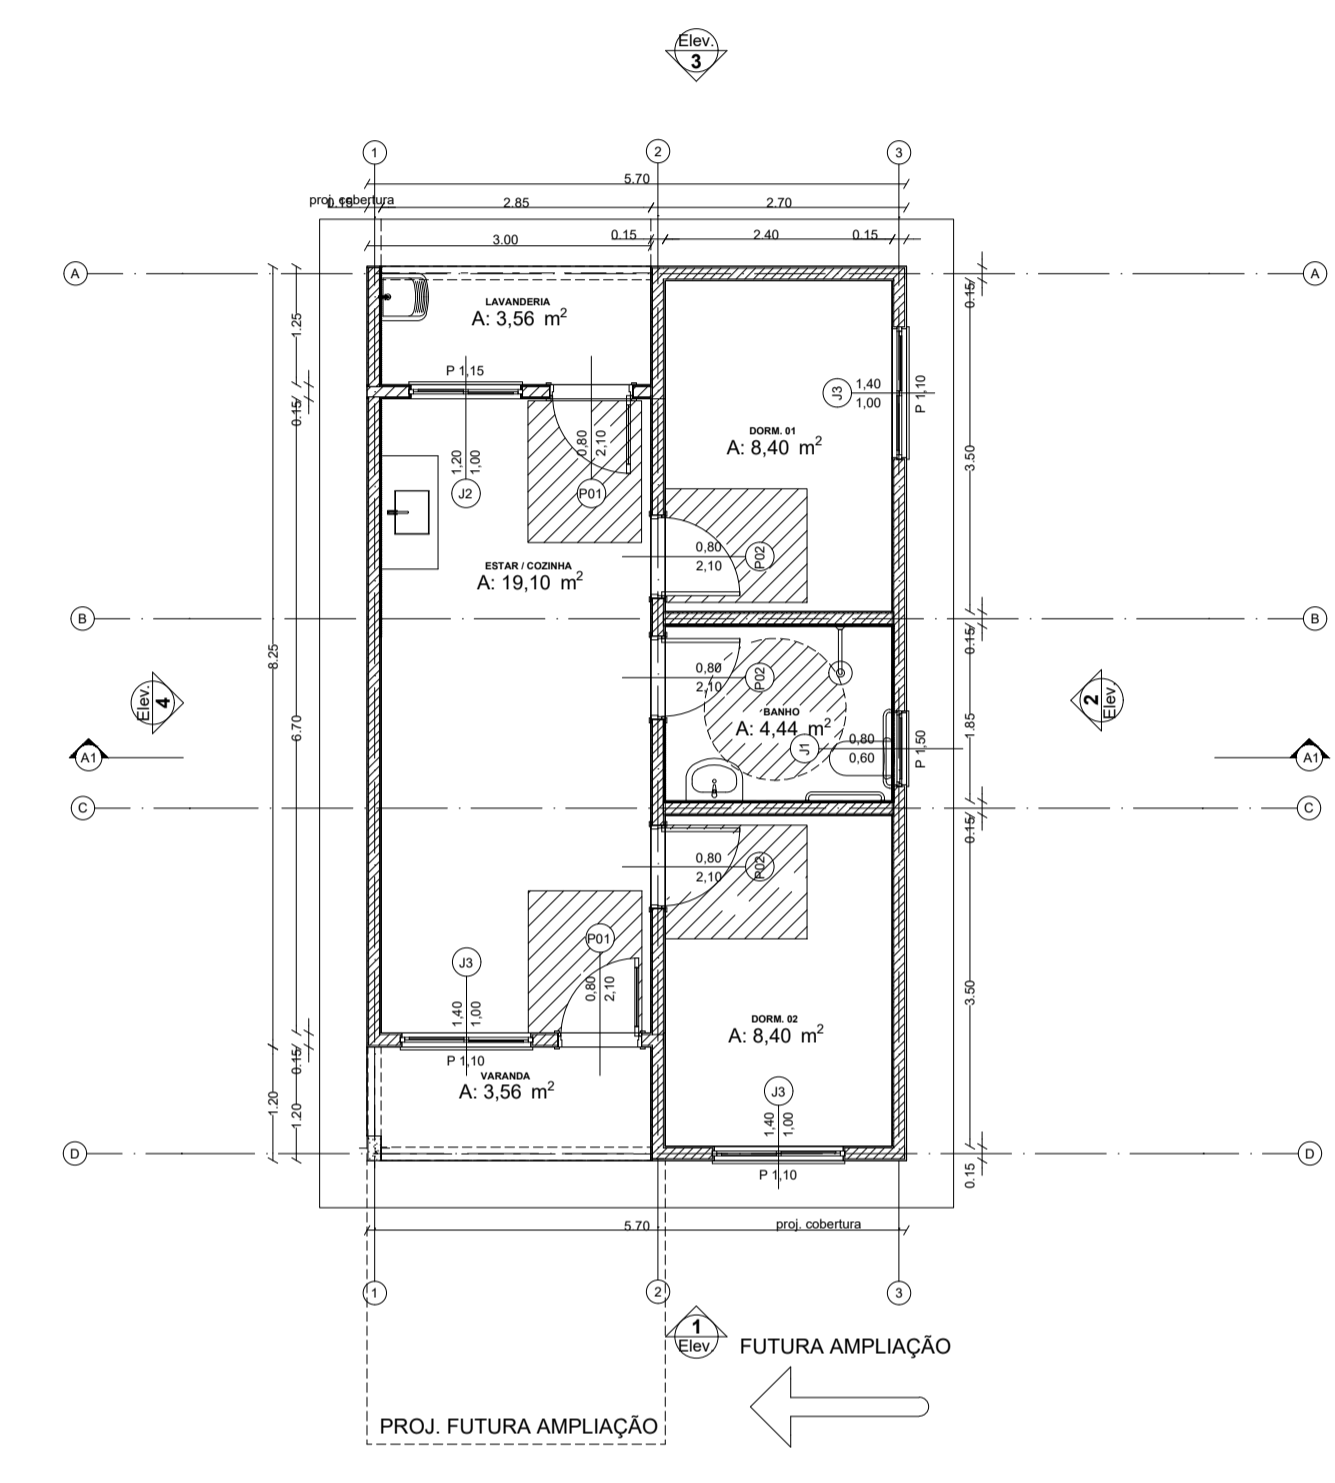 Elev.
3
1
2
3
5.70
proj. cobertura
0.15
2.85
2.70
3.00
0.15
2.40
0.15
A
A
LAVANDERIA
A: 3,56 m²
0.15
1.25
P 1,15
0.15
J3
1,40
1,00
P 1,10
DORM. 01
A: 8,40 m²
0,80
2,10
1,20
1,00
J2
P01
3.50
ESTAR / COZINHA
A: 19,10 m²
0,80
2,10
P02
B
B
0.15
8.25
0,80
2,10
P02
Elev.
4
2
Elev.
BANHO
A: 4,44 m²
J1
0,80
0,60
P 1,50
1.85
6.70
A1
A1
C
C
0.15
0,80
2,10
P02
P01
J3
0,80
2,10
1,40
1,00
3.50
DORM. 02
A: 8,40 m²
P 1,10
0.15
VARANDA
A: 3,56 m²
J3
1.20
1.20
1,40
1,00
D
D
P 1,10
0.15
5.70
proj. cobertura
1
2
3
1
Elev.
FUTURA AMPLIAÇÃO
PROJ. FUTURA AMPLIAÇÃO